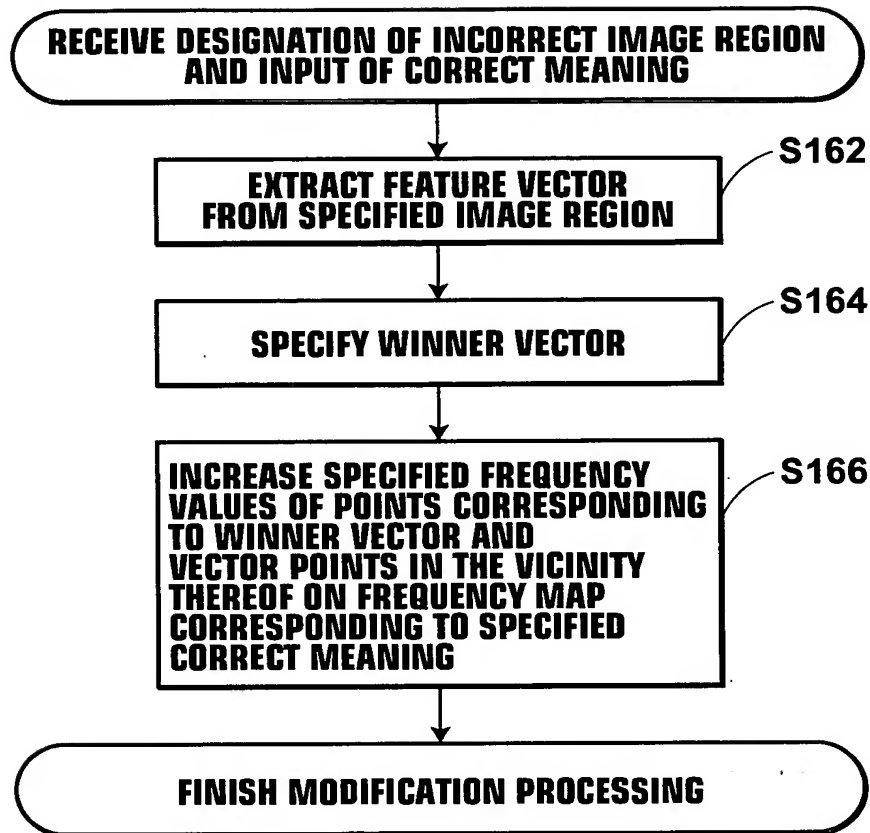 RECEIVE DESIGNATION OF INCORRECT IMAGE REGION
AND INPUT OF CORRECT MEANING
S162
EXTRACT FEATURE VECTOR
FROM SPECIFIED IMAGE REGION
S164
SPECIFY WINNER VECTOR
S166
INCREASE SPECIFIED FREQUENCY
VALUES OF POINTS CORRESPONDING
TO WINNER VECTOR AND
VECTOR POINTS IN THE VICINITY
THEREOF ON FREQUENCY MAP
CORRESPONDING TO SPECIFIED
CORRECT MEANING
FINISH MODIFICATION PROCESSING